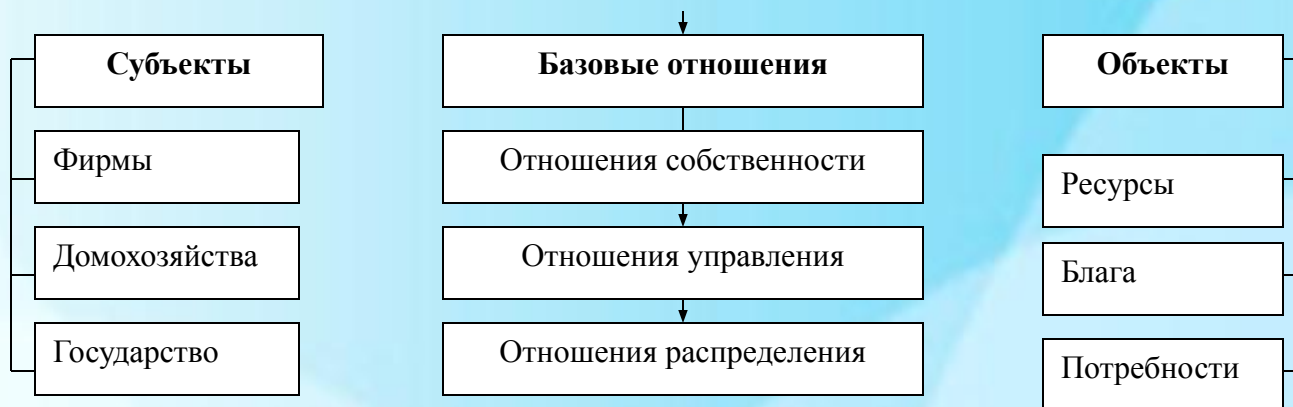 Субъекты
Базовые отношения
Объекты
Фирмы
Отношения собственности
Ресурсы
Домохозяйства
Отношения управления
Блага
Государство
Отношения распределения
Потребности